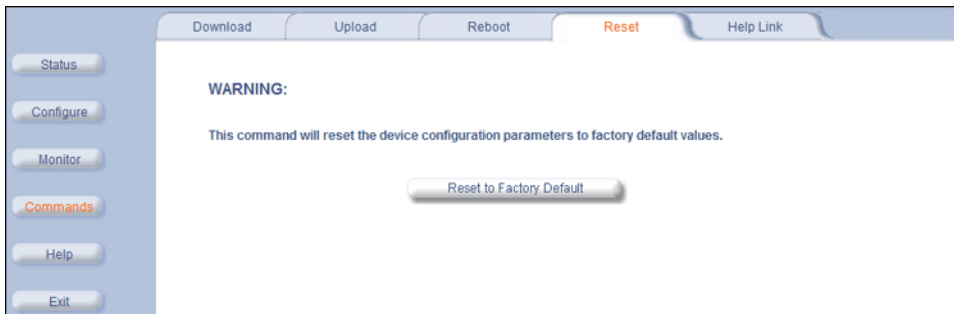 Download Upload Reboot Reset Help Link
Status
Configure
Monitor
Commands
Help
Exit
WARNING:
This command will reset the device configuration parameters to factory default values.
Reset to Factory Default